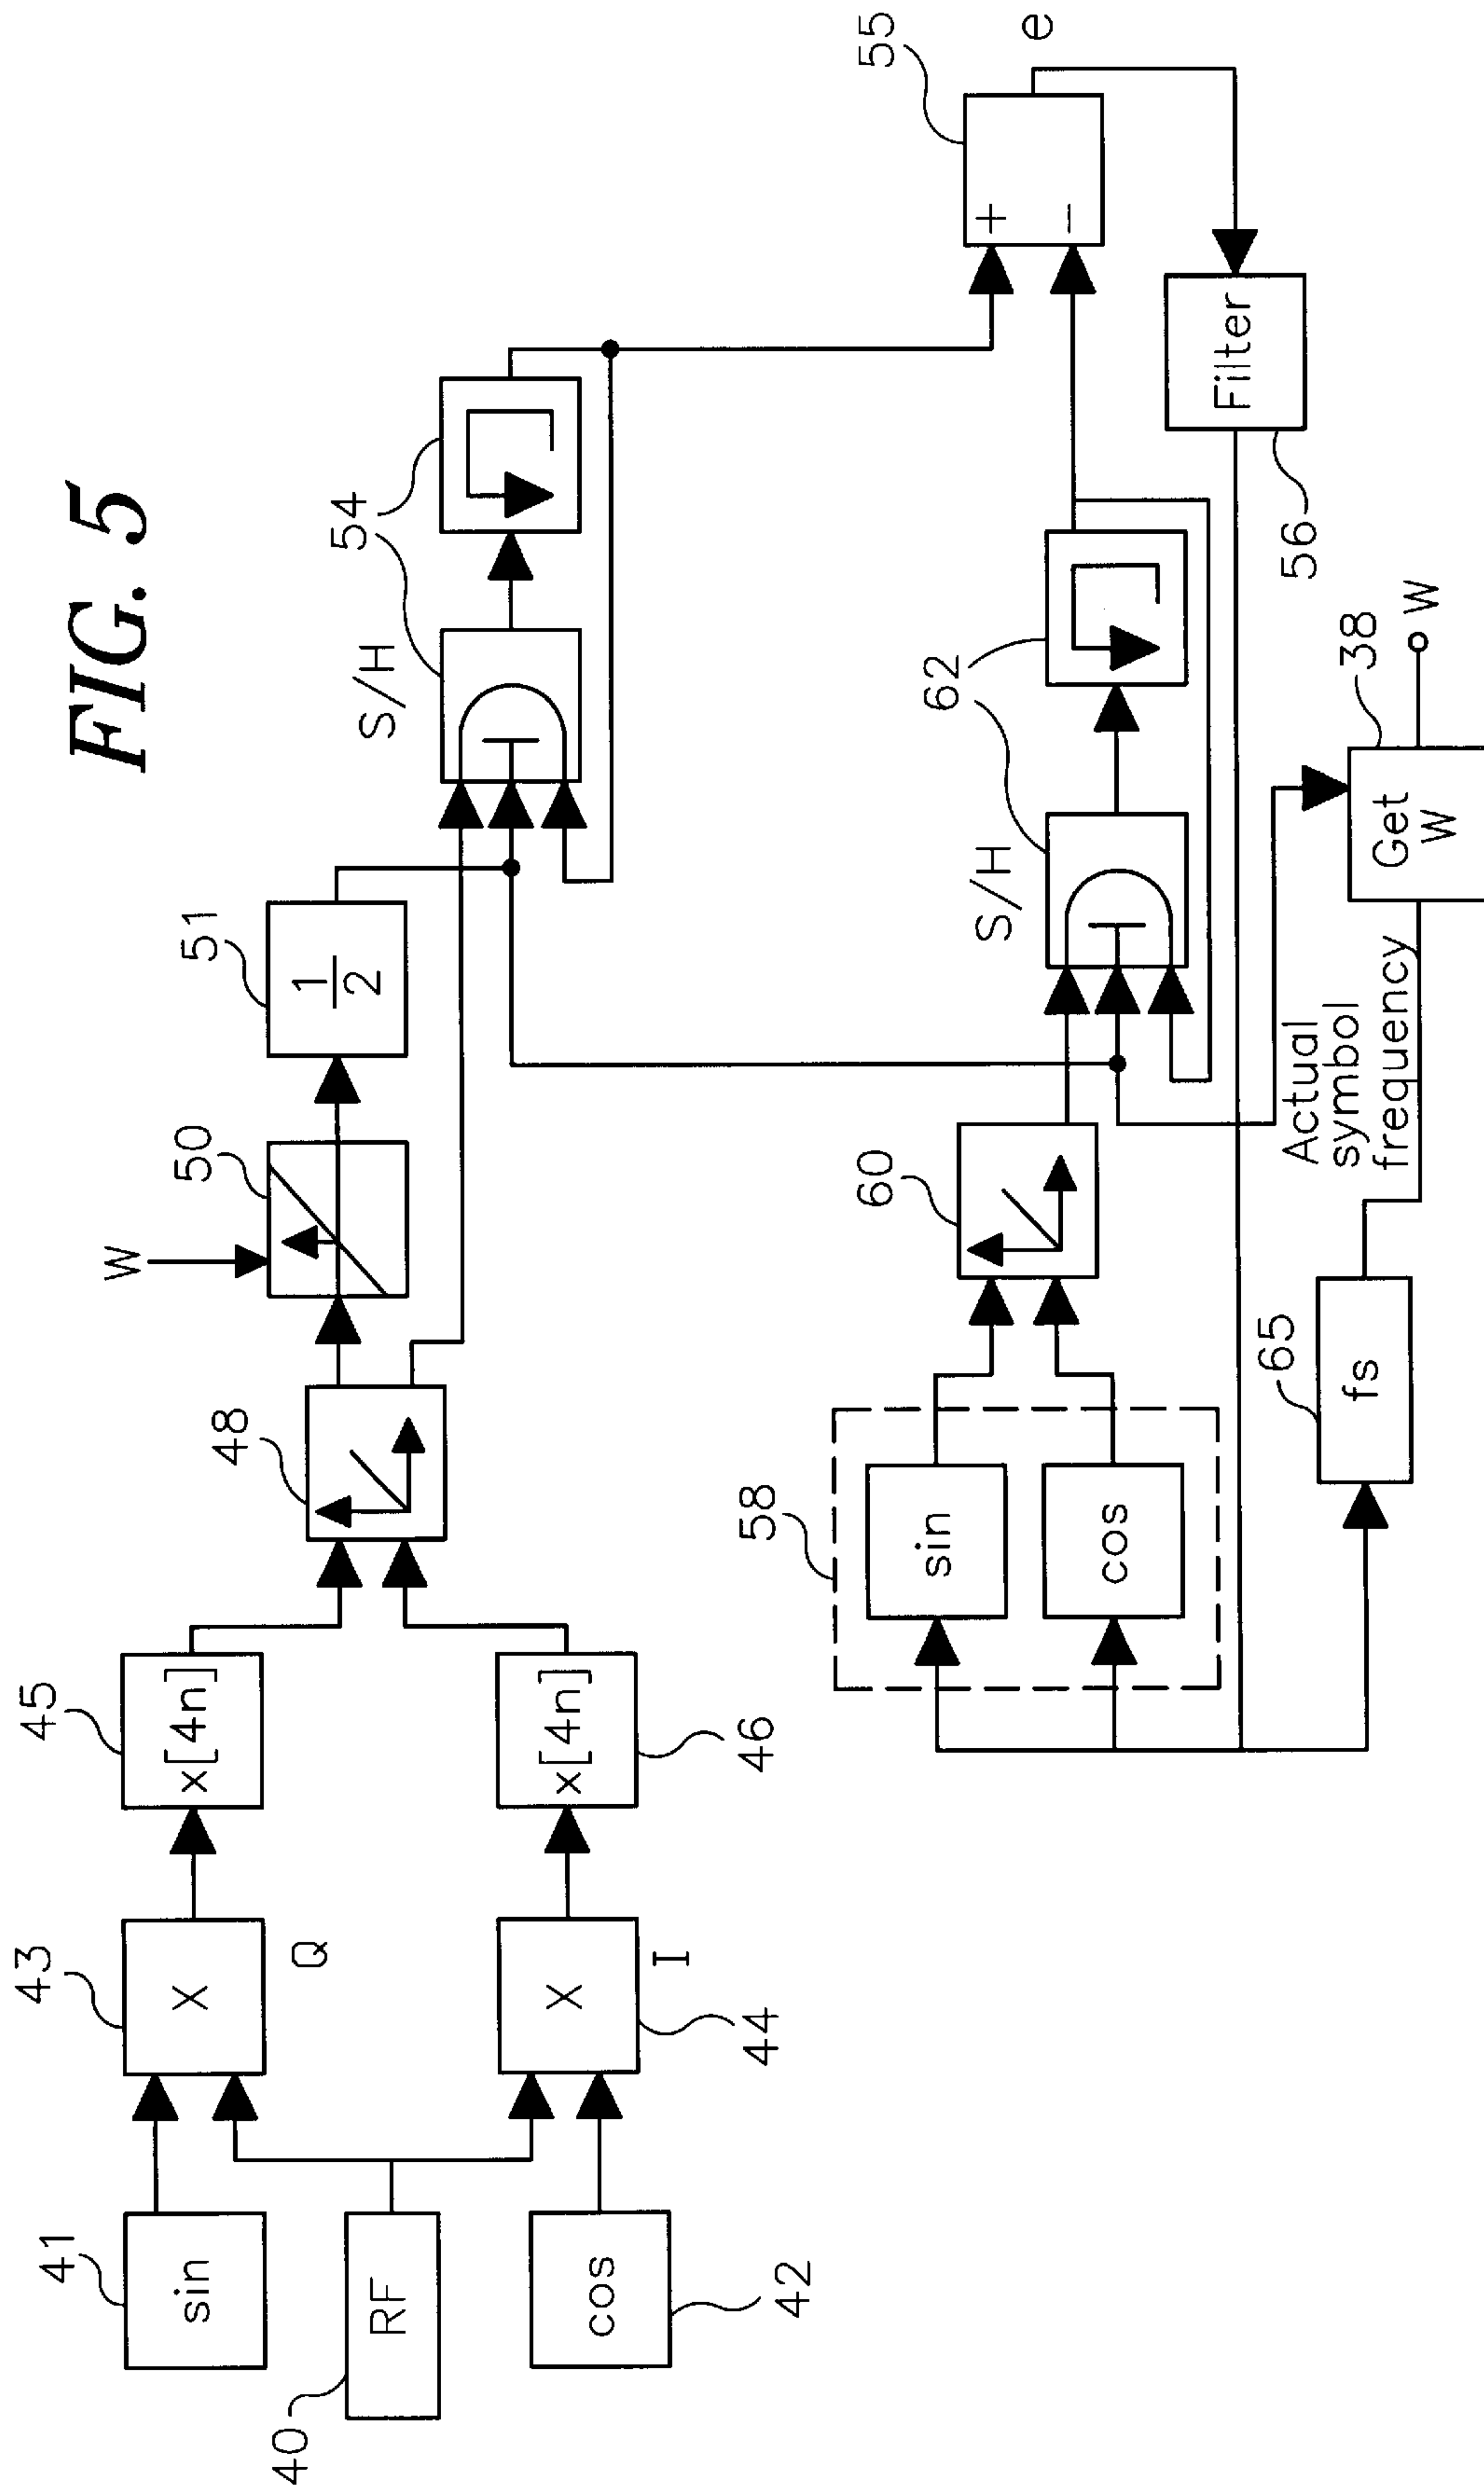 FIG. 5
41
sin
43
X
Q
45
x[4n]
40
RF
42
cos
44
X
I
46
x[4n]
48
W
50
51
1
2
S/H
54
55
+
−
e
58
sin
cos
60
S/H
62
Filter
56
65
fs
Actual
symbol
frequency
Get
W
38
W